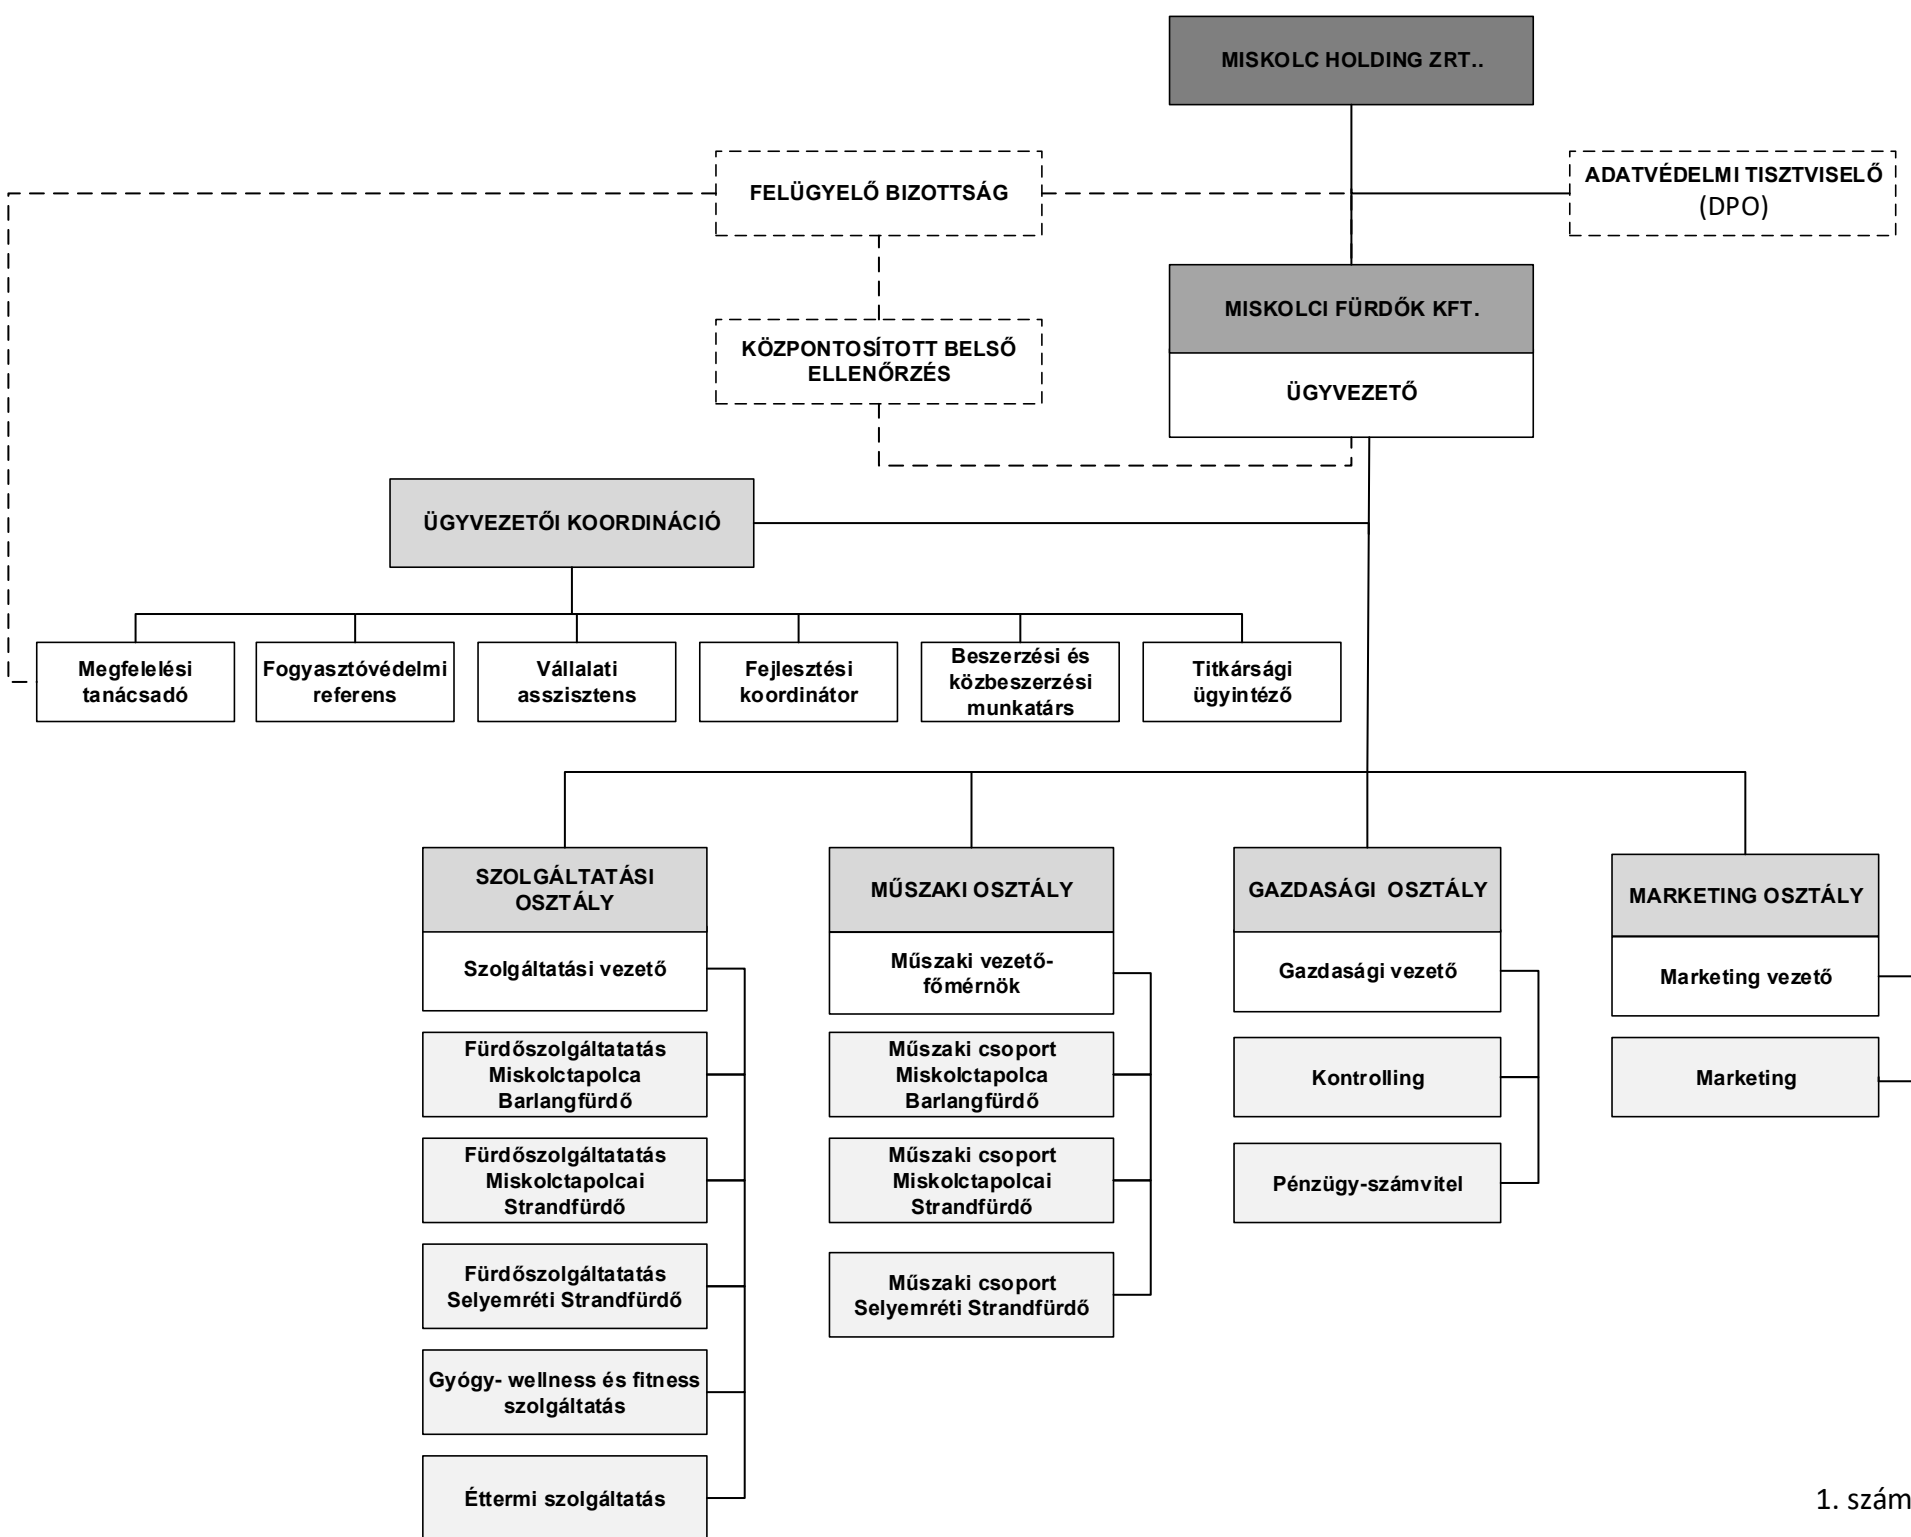 MISKOLC HOLDING ZRT..
FELÜGYELŐ BIZOTTSÁG
ADATVÉDELMI TISZTVISELŐ
(DPO)
MISKOLCI FÜRDŐK KFT.
KÖZPONTOSÍTOTT BELSŐ
ELLENŐRZÉS
ÜGYVEZETŐ
ÜGYVEZETŐI KOORDINÁCIÓ
Megfelelési
tanácsadó
Fogyasztóvédelmi
referens
Vállalati
asszisztens
Fejlesztési
koordinátor
Beszerzési és
közbeszerzési
munkatárs
Titkársági
ügyintéző
SZOLGÁLTATÁSI
OSZTÁLY
Szolgáltatási vezető
Fürdőszolgáltatatás
Miskolctapolca
Barlangfürdő
Fürdőszolgáltatatás
Miskolctapolcai
Strandfürdő
Fürdőszolgáltatatás
Selyemréti Strandfürdő
Gyógy- wellness és fitness
szolgáltatás
Éttermi szolgáltatás
MŰSZAKI OSZTÁLY
Műszaki vezető-
főmérnök
Műszaki csoport
Miskolctapolca
Barlangfürdő
Műszaki csoport
Miskolctapolcai
Strandfürdő
Műszaki csoport
Selyemréti Strandfürdő
GAZDASÁGI OSZTÁLY
Gazdasági vezető
Kontrolling
Pénzügy-számvitel
MARKETING OSZTÁLY
Marketing vezető
Marketing
1. szám